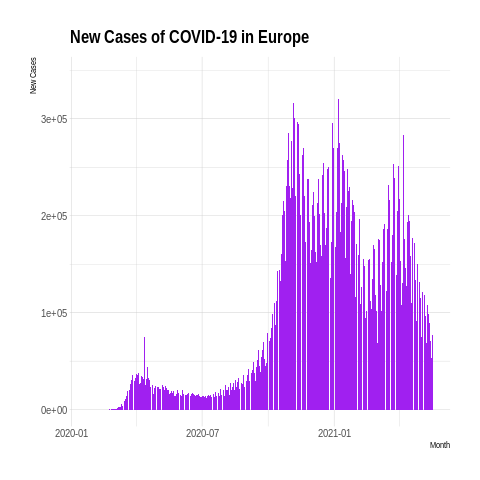 New Cases of COVID-19 in Europe
New Cases
3e+05
2e+05
1e+05
0e+00
2020-01 2020-07 2021-01
Month